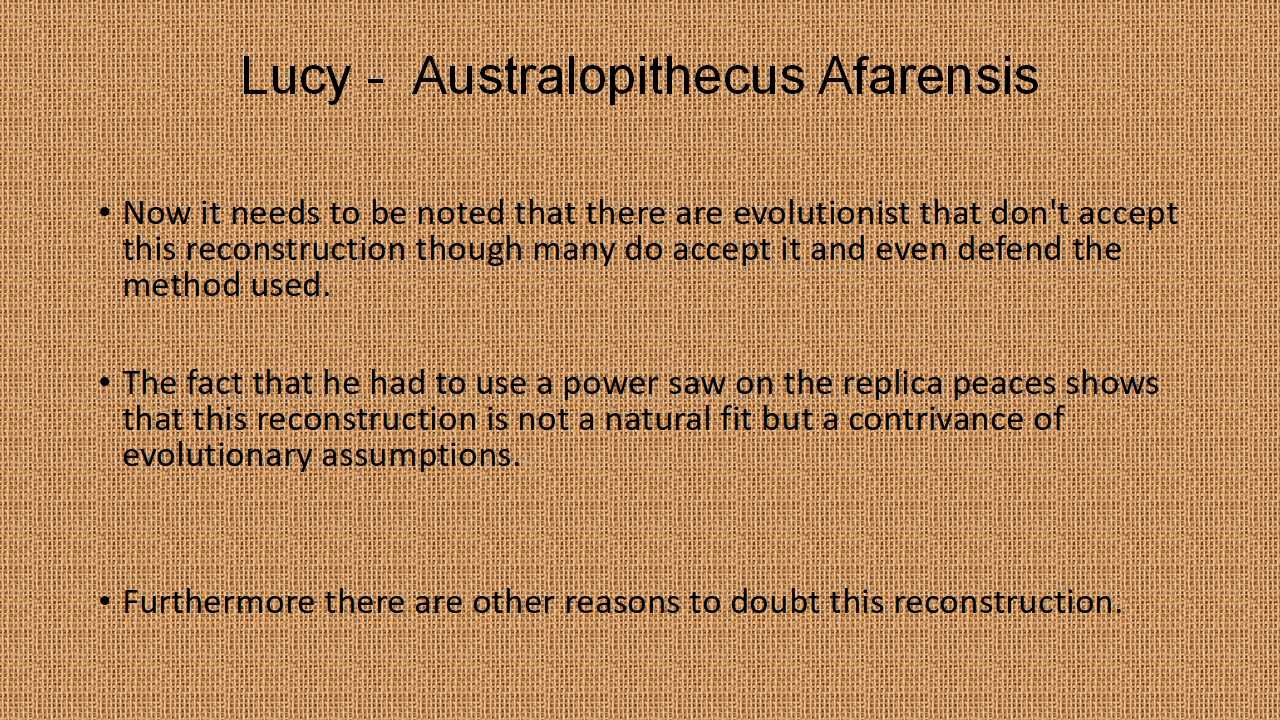 Lucy - Australopithecus Afarensis
• Now it needs to be noted that there are evolutionist that don't accept
this reconstruction though many do accept it and even defend the
method used.
• The fact that he had to use a power saw on the replica peaces shows
that this reconstruction is not a natural fit but a contrivance of
evolutionary assumptions.
• Furthermore there are other reasons to doubt this reconstruction.